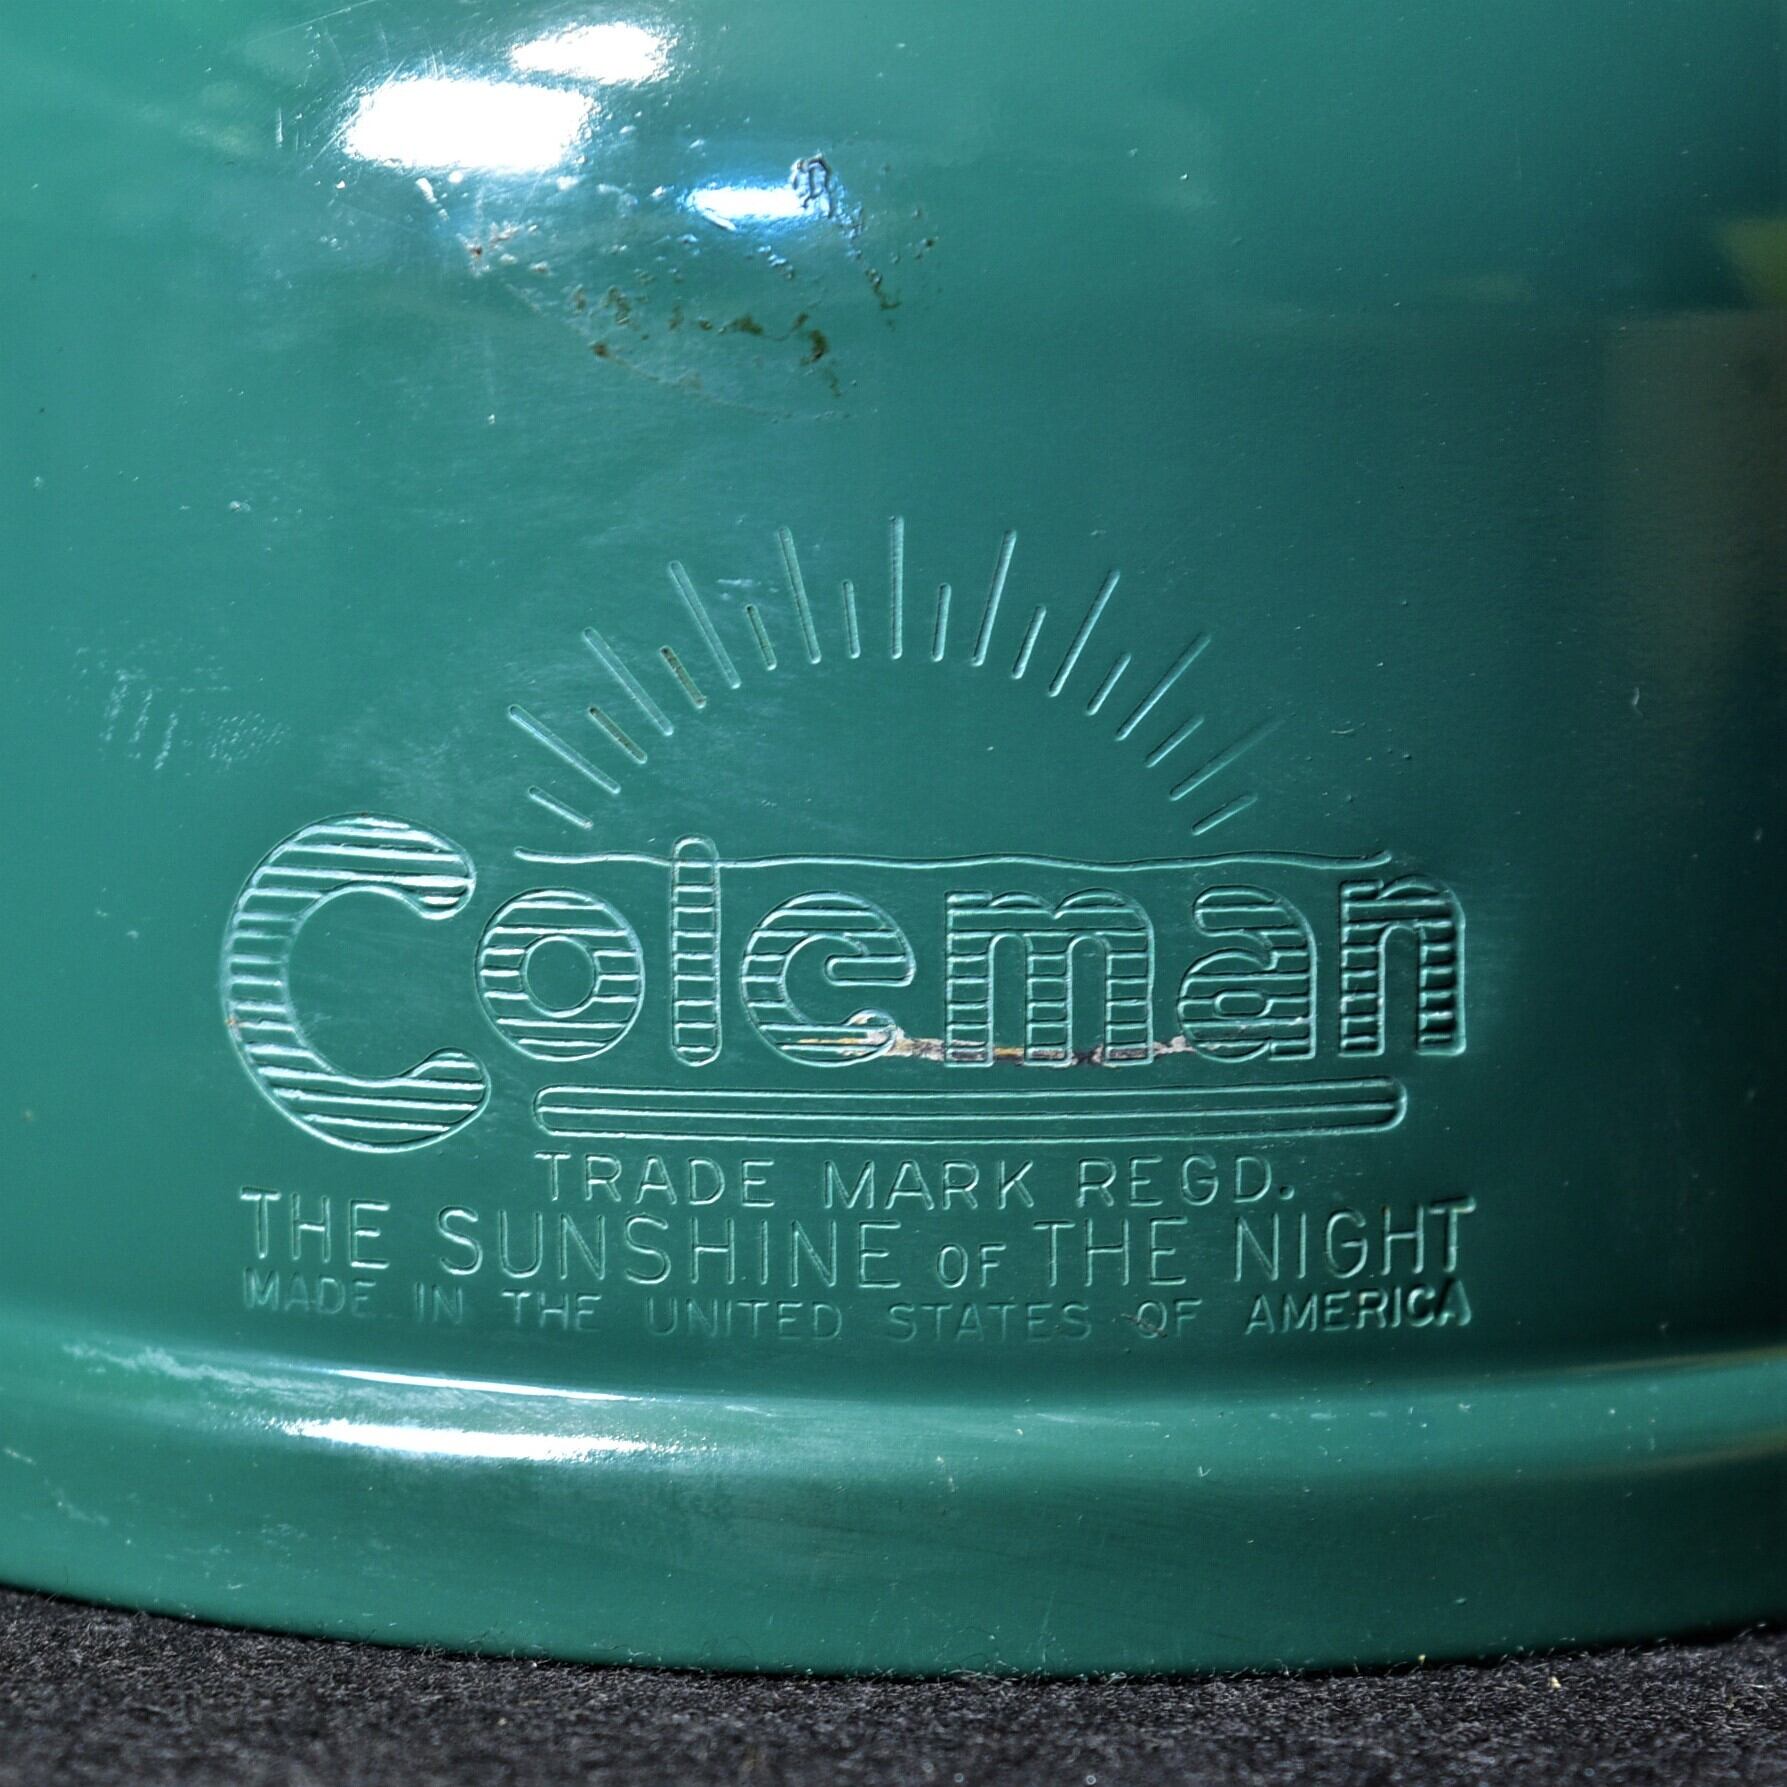 Coleman
TRADE MARK REGD.
THE SUNSHINE OF THE NIGHT
MADE IN THE UNITED STATES OF AMERICA